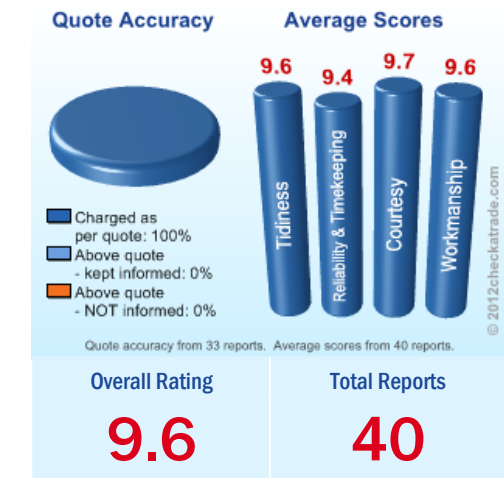 Quote Accuracy
Average Scores
9.6
9.4
9.7
9.6
Tidiness
Reliability & Timekeeping
Courtesy
Workmanship
Charged as
per quote: 100%
Above quote
- kept informed: 0%
Above quote
- NOT informed: 0%
© 2012checkatrade.com
Quote accuracy from 33 reports. Average scores from 40 reports.
Overall Rating
Total Reports
9.6
40